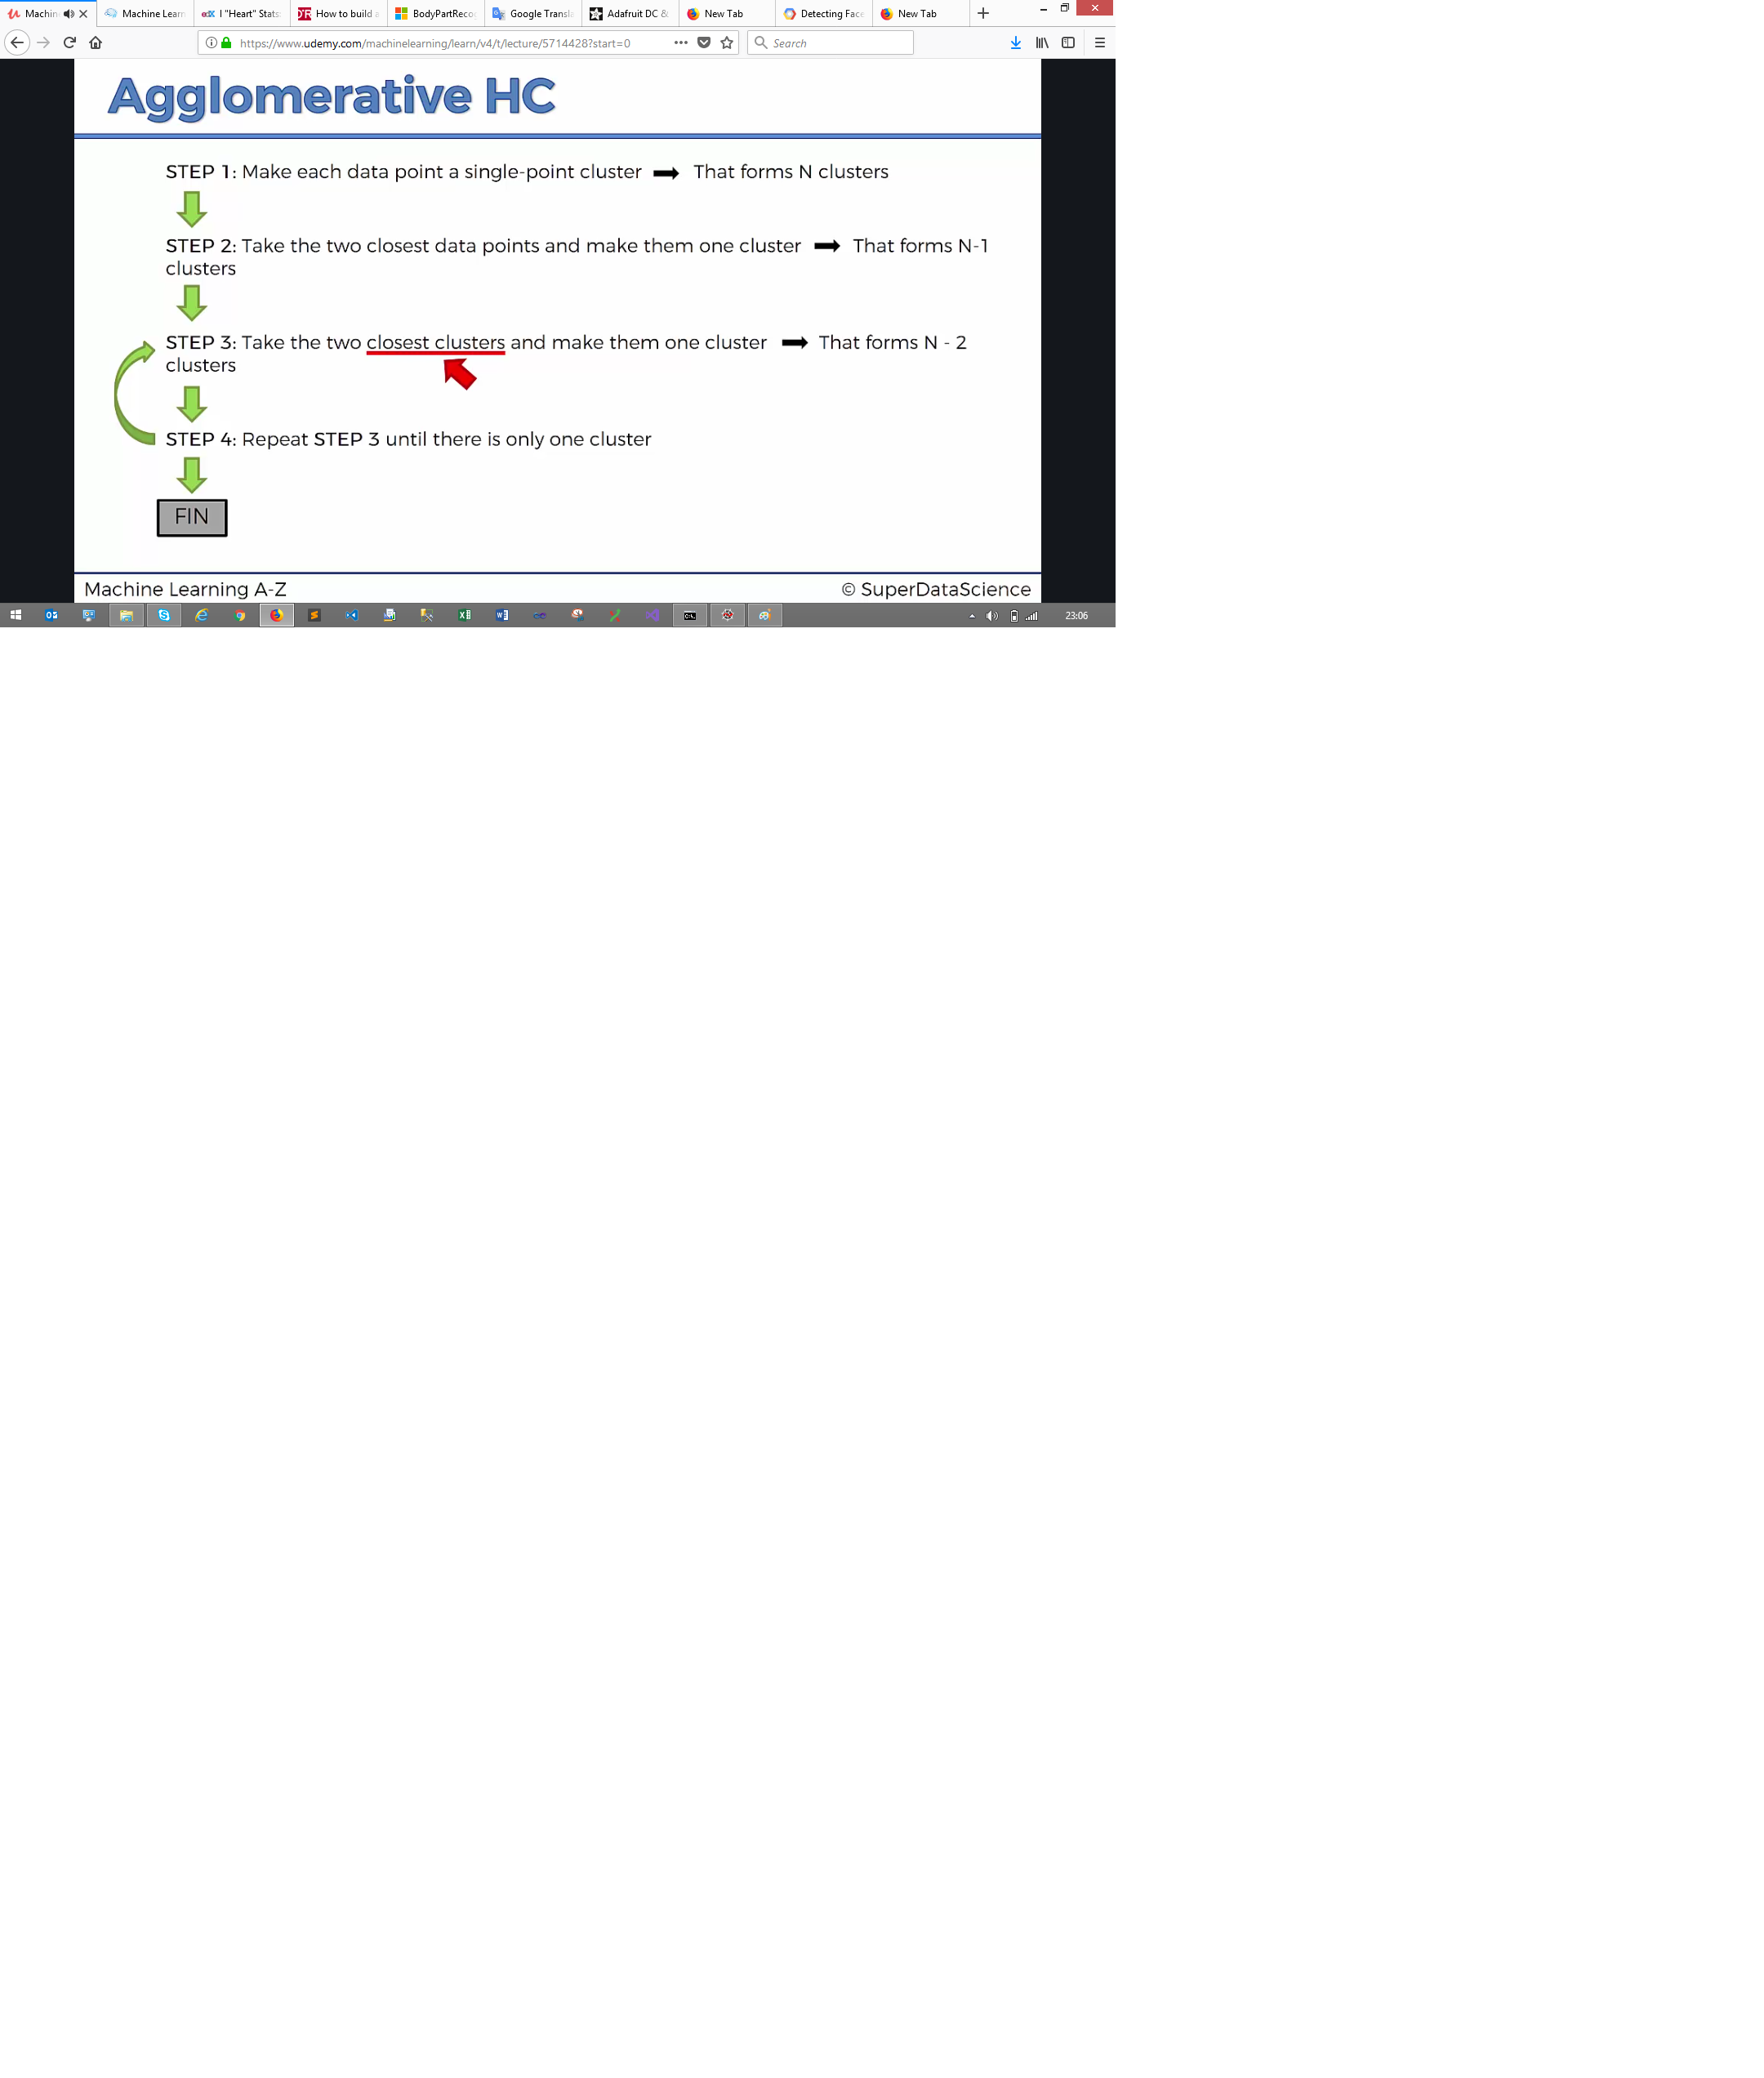 Machin
Machine Learn
edX I "Heart" Stats:
D'R How to build a
BodyPartReco
Google Transla
Adafruit DC &
New Tab
Detecting Face
New Tab
https://www.udemy.com/machinelearning/learn/v4/t/lecture/5714428?start=0
Search
Agglomerative HC
STEP 1: Make each data point a single-point cluster ➡ That forms N clusters
STEP 2: Take the two closest data points and make them one cluster ➡ That forms N-1
clusters
STEP 3: Take the two closest clusters and make them one cluster ➡ That forms N - 2
clusters
STEP 4: Repeat STEP 3 until there is only one cluster
FIN
Machine Learning A-Z
© SuperDataScience
23:06